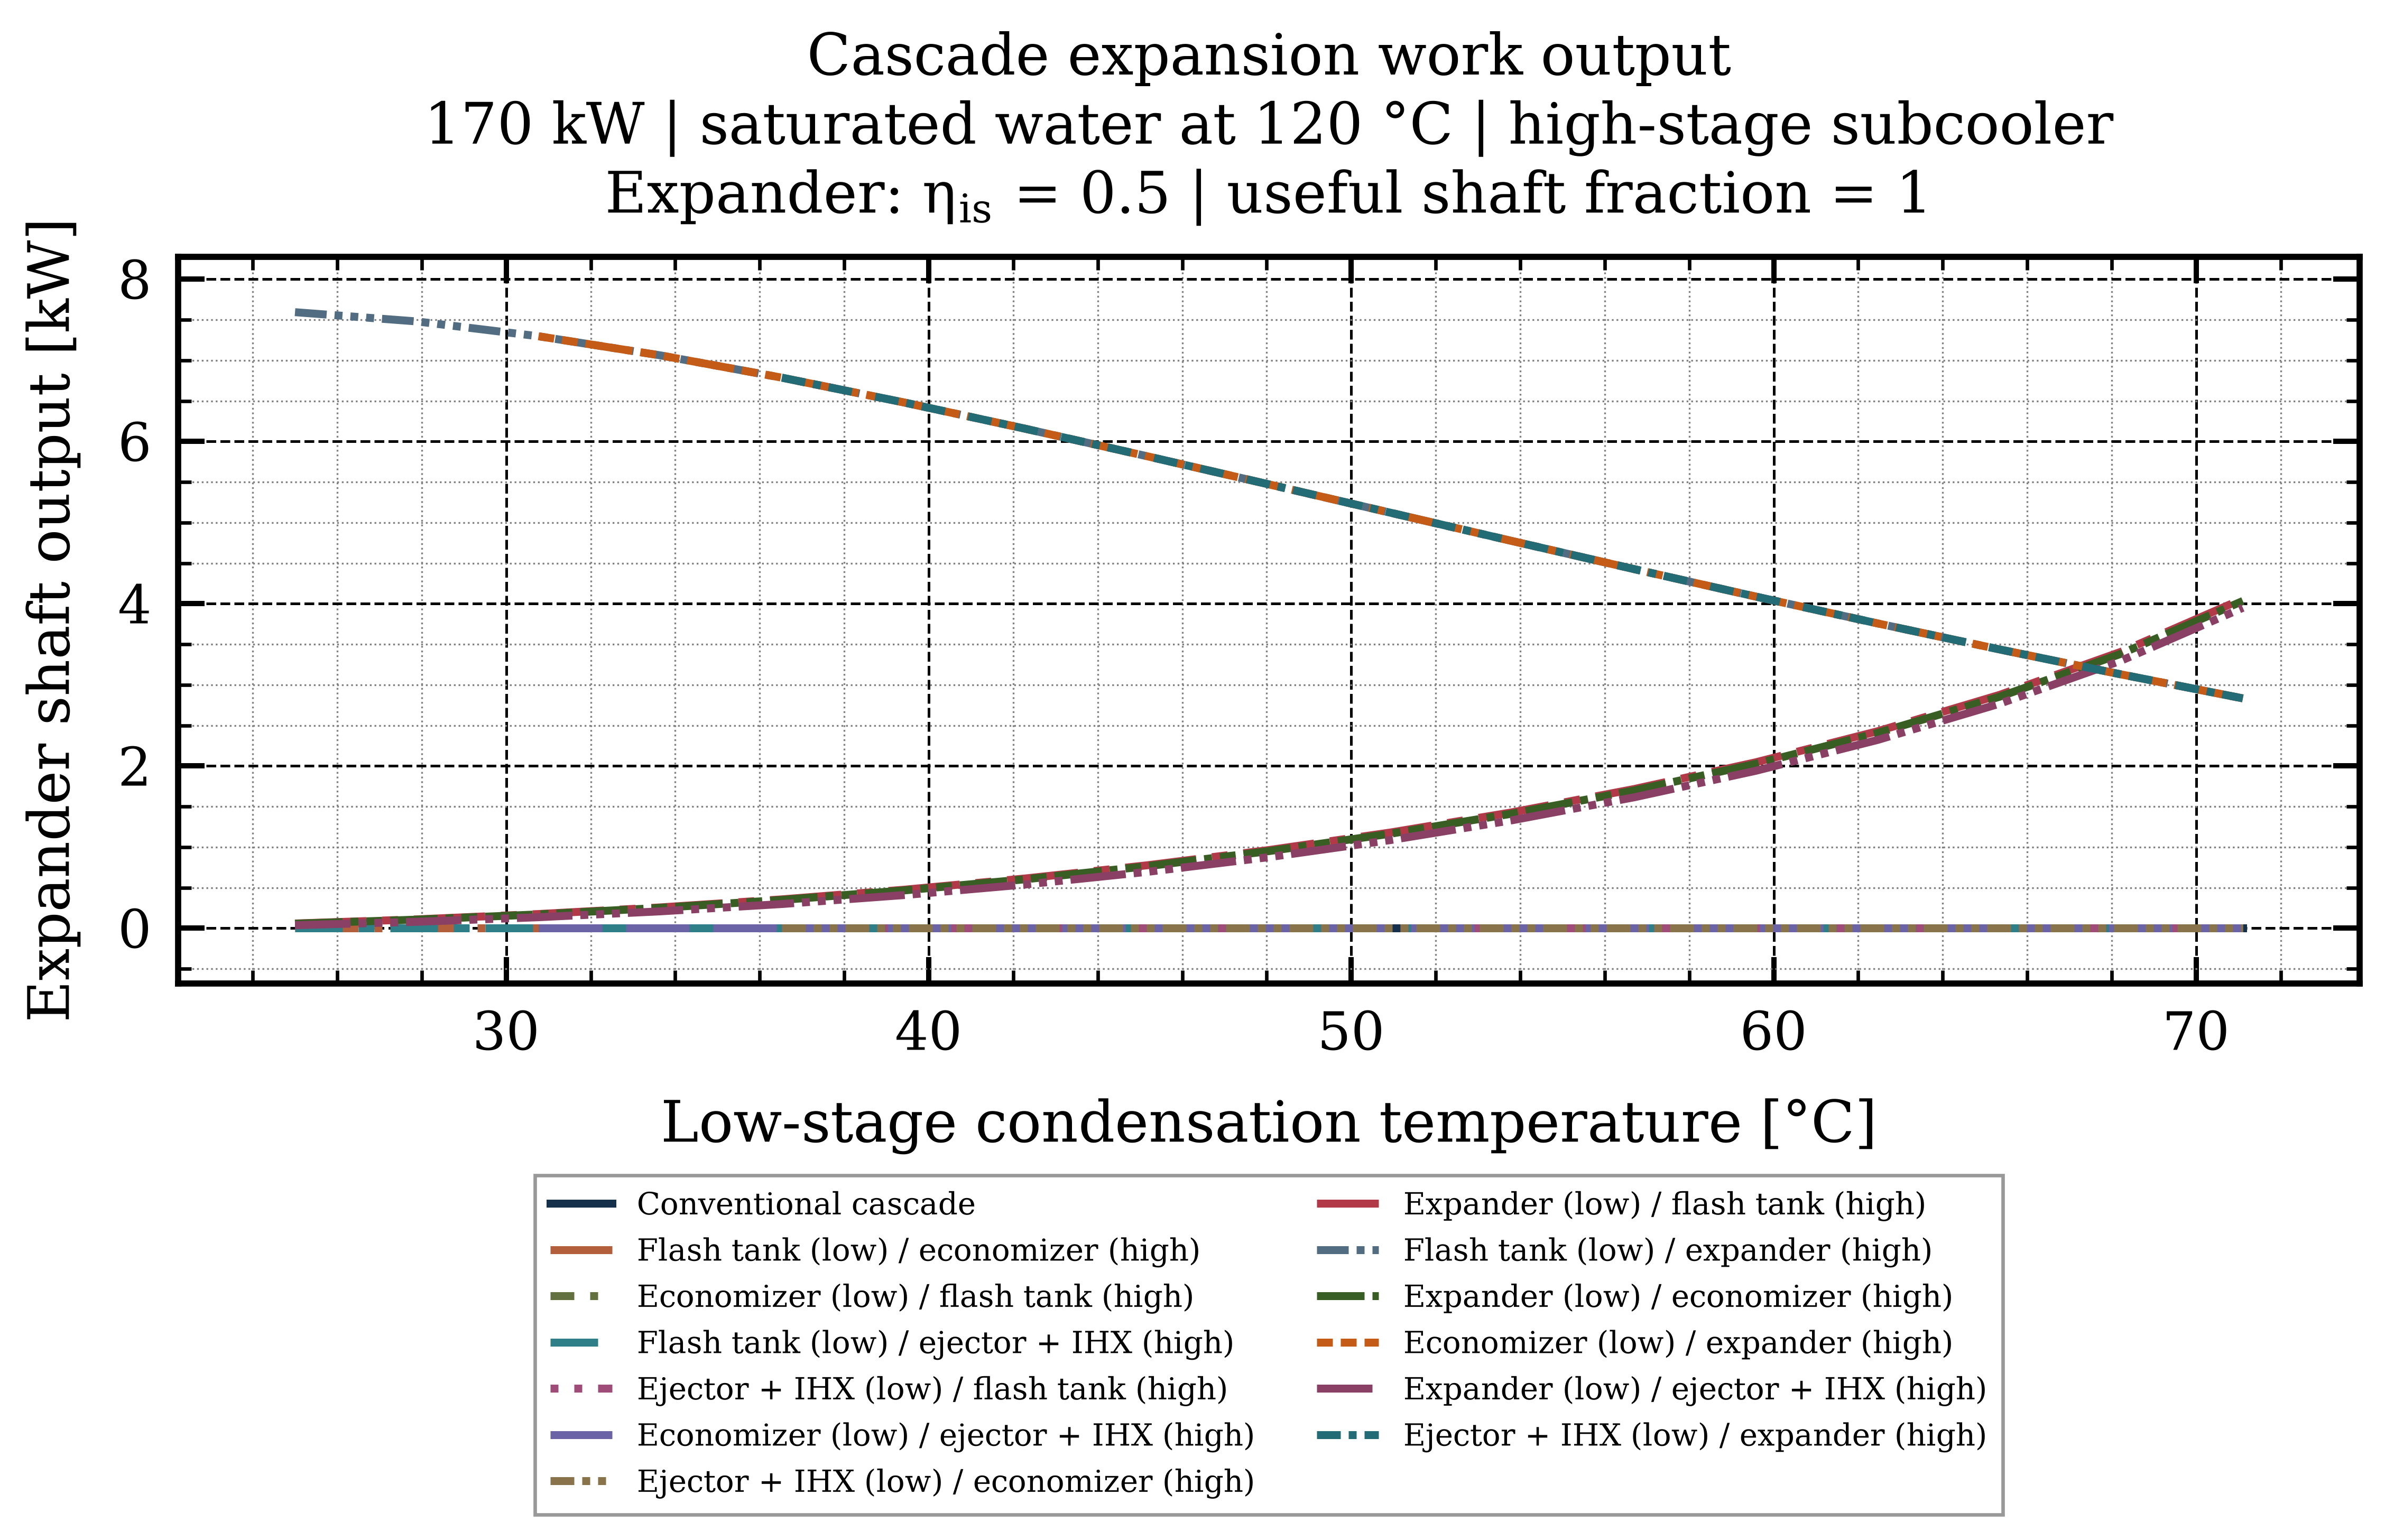 Cascade expansion work output
170 kW | saturated water at 120 °C | high-stage subcooler
Expander: ηis = 0.5 | useful shaft fraction = 1
Expander shaft output [kW]
8
6
4
2
0
30 40 50 60 70
Low-stage condensation temperature [°C]
Conventional cascade
Flash tank (low) / economizer (high)
Economizer (low) / flash tank (high)
Flash tank (low) / ejector + IHX (high)
Ejector + IHX (low) / flash tank (high)
Economizer (low) / ejector + IHX (high)
Ejector + IHX (low) / economizer (high)
Expander (low) / flash tank (high)
Flash tank (low) / expander (high)
Expander (low) / economizer (high)
Economizer (low) / expander (high)
Expander (low) / ejector + IHX (high)
Ejector + IHX (low) / expander (high)